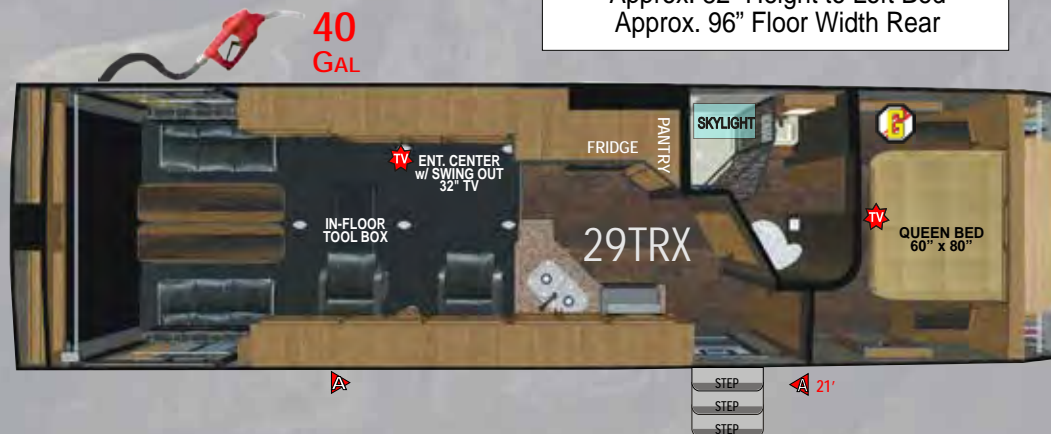 Approx. 96” Floor Width Rear
40
GAL
SKYLIGHT
FRIDGE
PANTRY
TV
ENT. CENTER
w/ SWING OUT
32" TV
IN-FLOOR
TOOL BOX
29TRX
G
TV
QUEEN BED
60” x 80”
A
A 21'
STEP
STEP
STEP